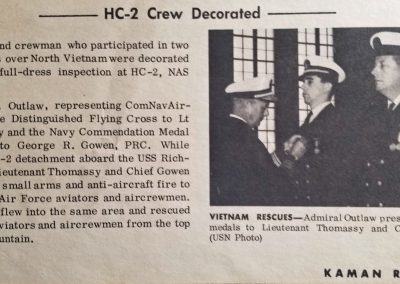 HC-2 Crew Decorated
nd crewman who participated in two
s over North Vietnam were decorated
full-dress inspection at HC-2, NAS
. Outlaw, representing ComNavAir-
e Distinguished Flying Cross to Lt
y and the Navy Commendation Medal
to George R. Gowen, PRC. While
-2 detachment aboard the USS Rich-
ieutenant Thomassy and Chief Gowen
small arms and anti-aircraft fire to
Air Force aviators and aircrewmen.
flew into the same area and rescued
viators and aircrewmen from the top
untain.
VIETNAM RESCUES—Admiral Outlaw pres
medals to Lieutenant Thomassy and C
(USN Photo)
KAMAN R